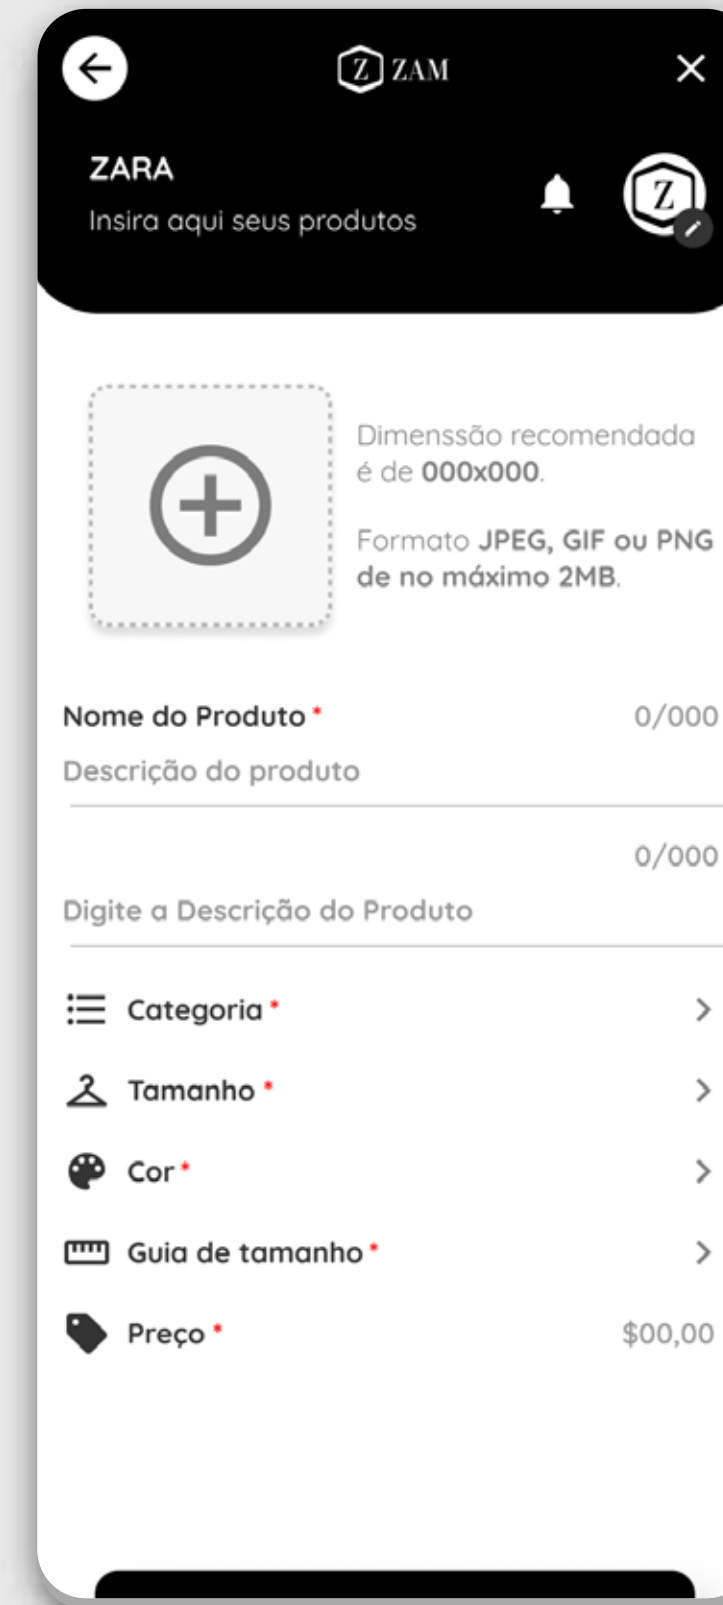 Z ZAM
ZARA
Insira aqui seus produtos
Z
Dimenssão recomendada
é de 000x000.
Formato JPEG, GIF ou PNG
de no máximo 2MB.
Nome do Produto * 0/000
Descrição do produto
0/000
Digite a Descrição do Produto
Categoria *
Tamanho *
Cor *
Guia de tamanho *
Preço * $00,00